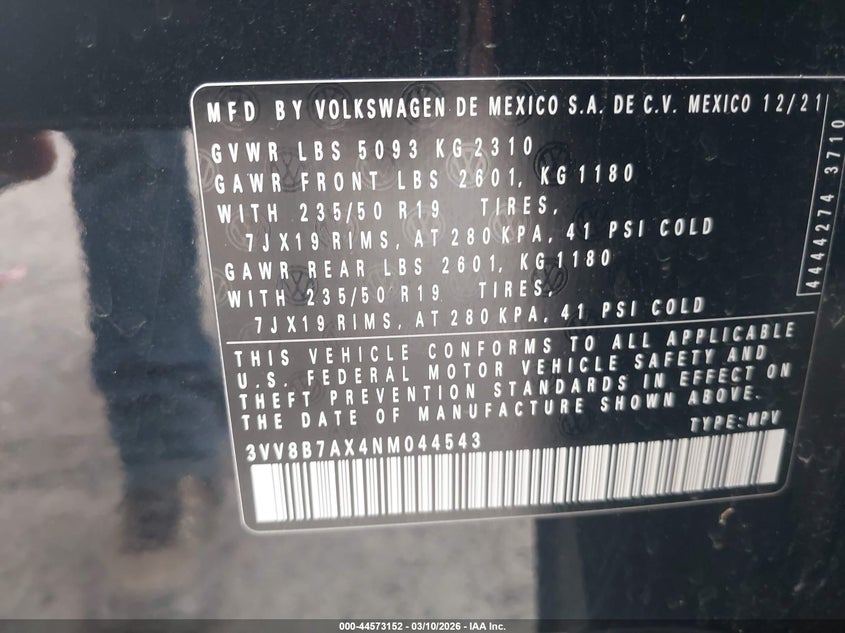 MFD BY VOLKSWAGEN DE MEXICO S.A. DE C.V. MEXICO 12/21
GVWR LBS 5093 KG 2310
GAWR FRONT LBS 2601, KG 1180
WITH 235/50 R19 TIRES,
7JX19 RIMS, AT 280 KPA, 41 PSI COLD
GAWR REAR LBS 2601, KG 1180
WITH 235/50 R19 TIRES,
7JX19 RIMS, AT 280 KPA, 41 PSI COLD
4444274 3710
THIS VEHICLE CONFORMS TO ALL APPLICABLE
U.S. FEDERAL MOTOR VEHICLE SAFETY AND
THEFT PREVENTION STANDARDS IN EFFECT ON
THE DATE OF MANUFACTURE SHOWN ABOVE.
TYPE:MPV
3VV8B7AX4NM044543
000-44573152 — 03/10/2026 — IAA Inc.